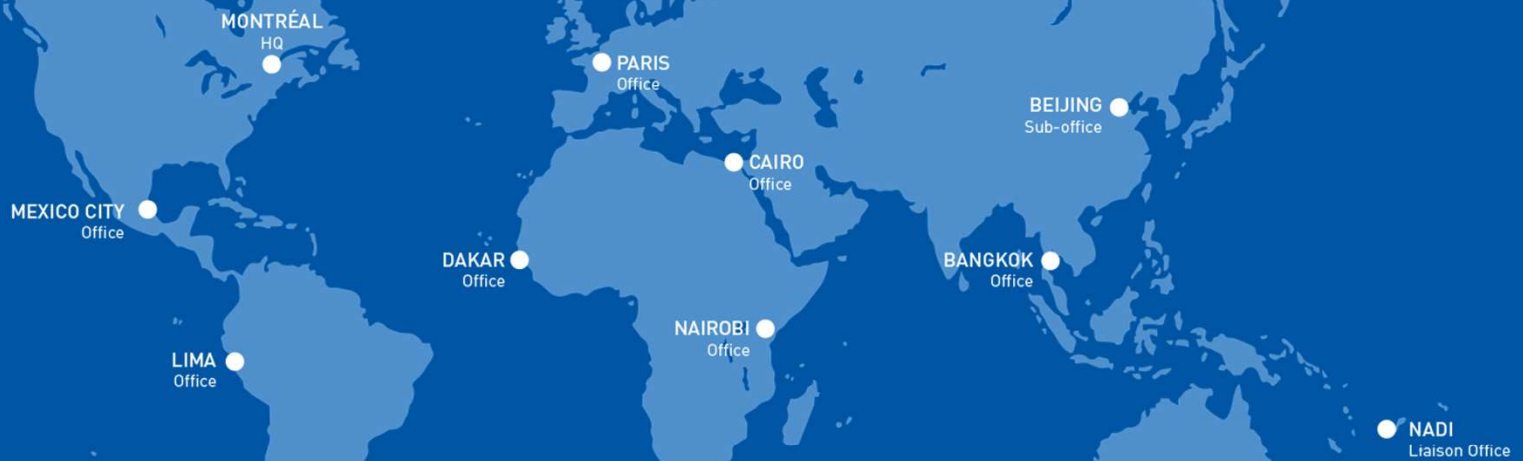 MONTRÉAL
HQ
PARIS
Office
BEIJING
Sub-office
CAIRO
Office
MEXICO CITY
Office
DAKAR
Office
BANGKOK
Office
NAIROBI
Office
LIMA
Office
NADI
Liaison Office